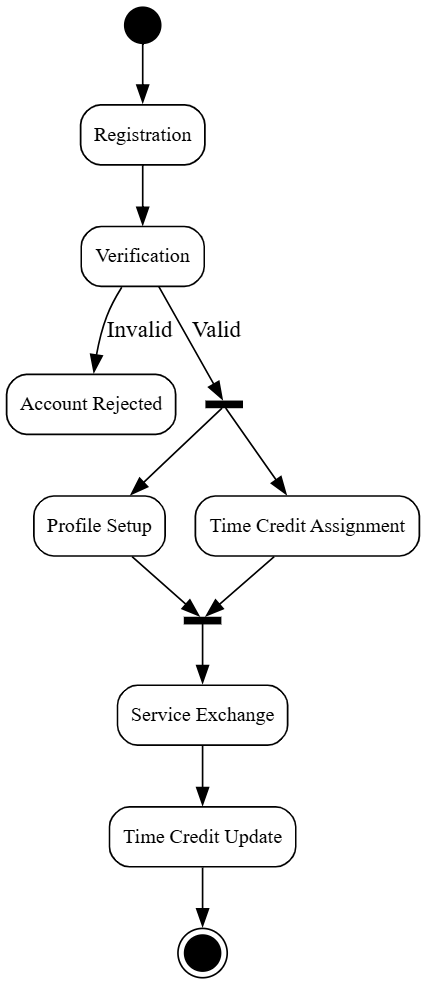 Registration
Verification
Invalid
Valid
Account Rejected
Profile Setup
Time Credit Assignment
Service Exchange
Time Credit Update